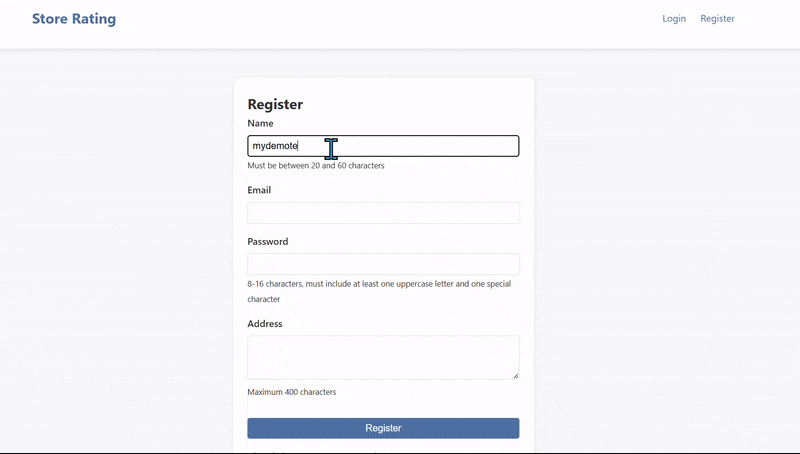 Store Rating
Login
Register
Register
Name
mydemote
Must be between 20 and 60 characters
Email
Password
8-16 characters, must include at least one uppercase letter and one special
character
Address
Maximum 400 characters
Register